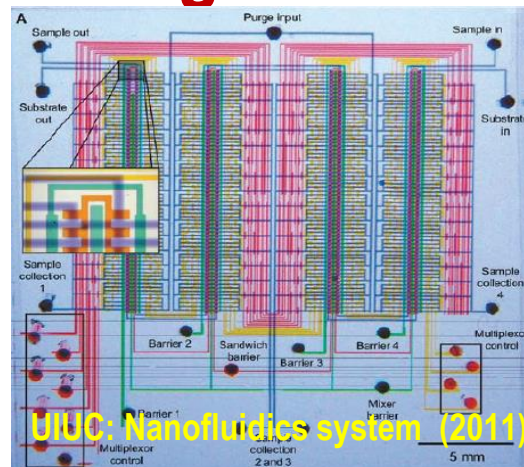 A
Sample out
Purge input
Sample in
Substrate
out
Substrate
in
Sample
collection
1
Sample
collection
4
Barrier 2
Sandwich
barrier
Barrier 3
Barrier 4
Multiplexor
control
Barrier 1
Mixer
barrier
UIUC: Nanofluidics system (2011)
Multiplexor
control
collection
2 and 3
5 mm